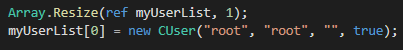 Array.Resize(ref myUserList, 1);
myUserList[0] = new CUser("root", "root", "", true);